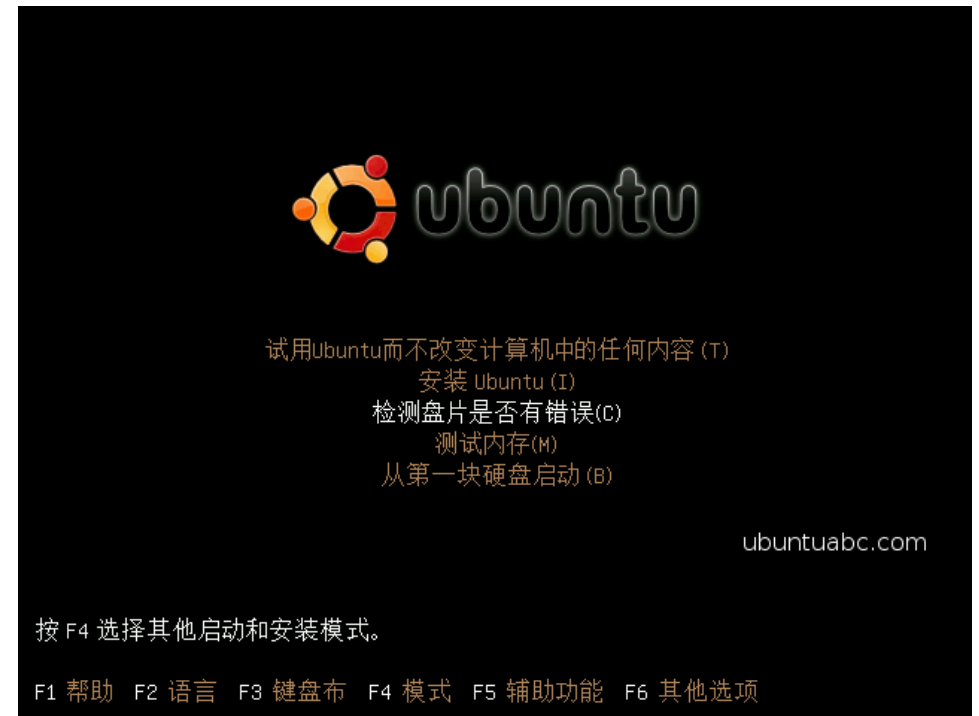 ubuntu
试用Ubuntu而不改变计算机中的任何内容 (T)
安装 Ubuntu (I)
检测盘片是否有错误(C)
测试内存(M)
从第一块硬盘启动 (B)
ubuntuabc.com
按 F4 选择其他启动和安装模式。
F1 帮助 F2 语言 F3 键盘布 F4 模式 F5 辅助功能 F6 其他选项